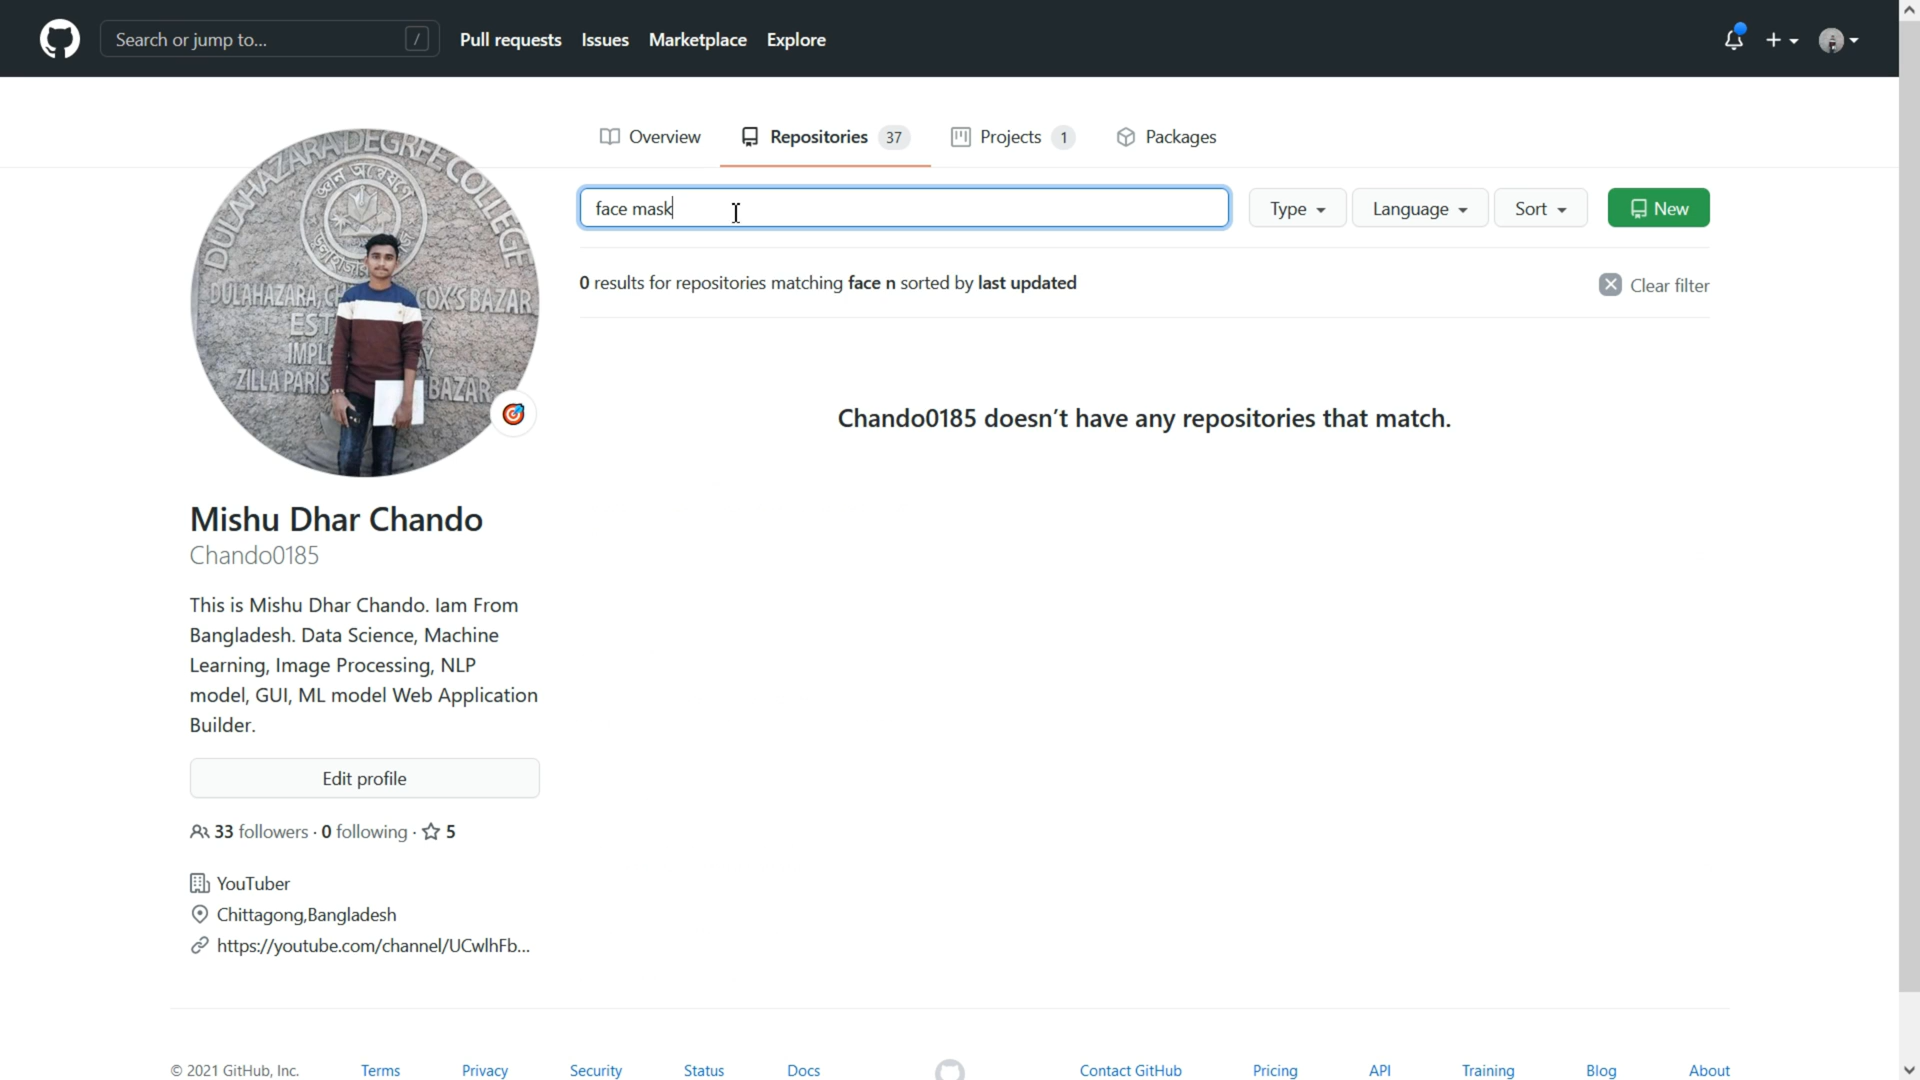 Search or jump to... /
Pull requests Issues Marketplace Explore
Overview Repositories 37 Projects 1 Packages
face mask
Type Language Sort New
0 results for repositories matching face n sorted by last updated
Clear filter
Chando0185 doesn't have any repositories that match.
DULAHAZARA DEGREE COLLEGE
Mishu Dhar Chando
Chando0185
This is Mishu Dhar Chando. Iam From
Bangladesh. Data Science, Machine
Learning, Image Processing, NLP
model, GUI, ML model Web Application
Builder.
Edit profile
33 followers · 0 following · 5
YouTuber
Chittagong,Bangladesh
https://youtube.com/channel/UCwlhFb...
© 2021 GitHub, Inc. Terms Privacy Security Status Docs Contact GitHub Pricing API Training Blog About